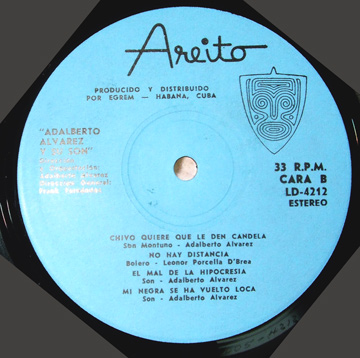 Areito
PRODUCIDO Y DISTRIBUIDO
POR EGREM — HABANA, CUBA
"ADALBERTO
ALVAREZ
Y SU SON"
33 R.P.M.
CARA B
LD-4212
ESTEREO
CHIVO QUIERE QUE LE DEN CANDELA
Son Montuno - Adalberto Alvarez
NO HAY DISTANCIA
Bolero - Leonor Porcella D'Brea
EL MAL DE LA HIPOCRESIA
Son - Adalberto Alvarez
MI NEGRA SE HA VUELTO LOCA
Son - Adalberto Alvarez